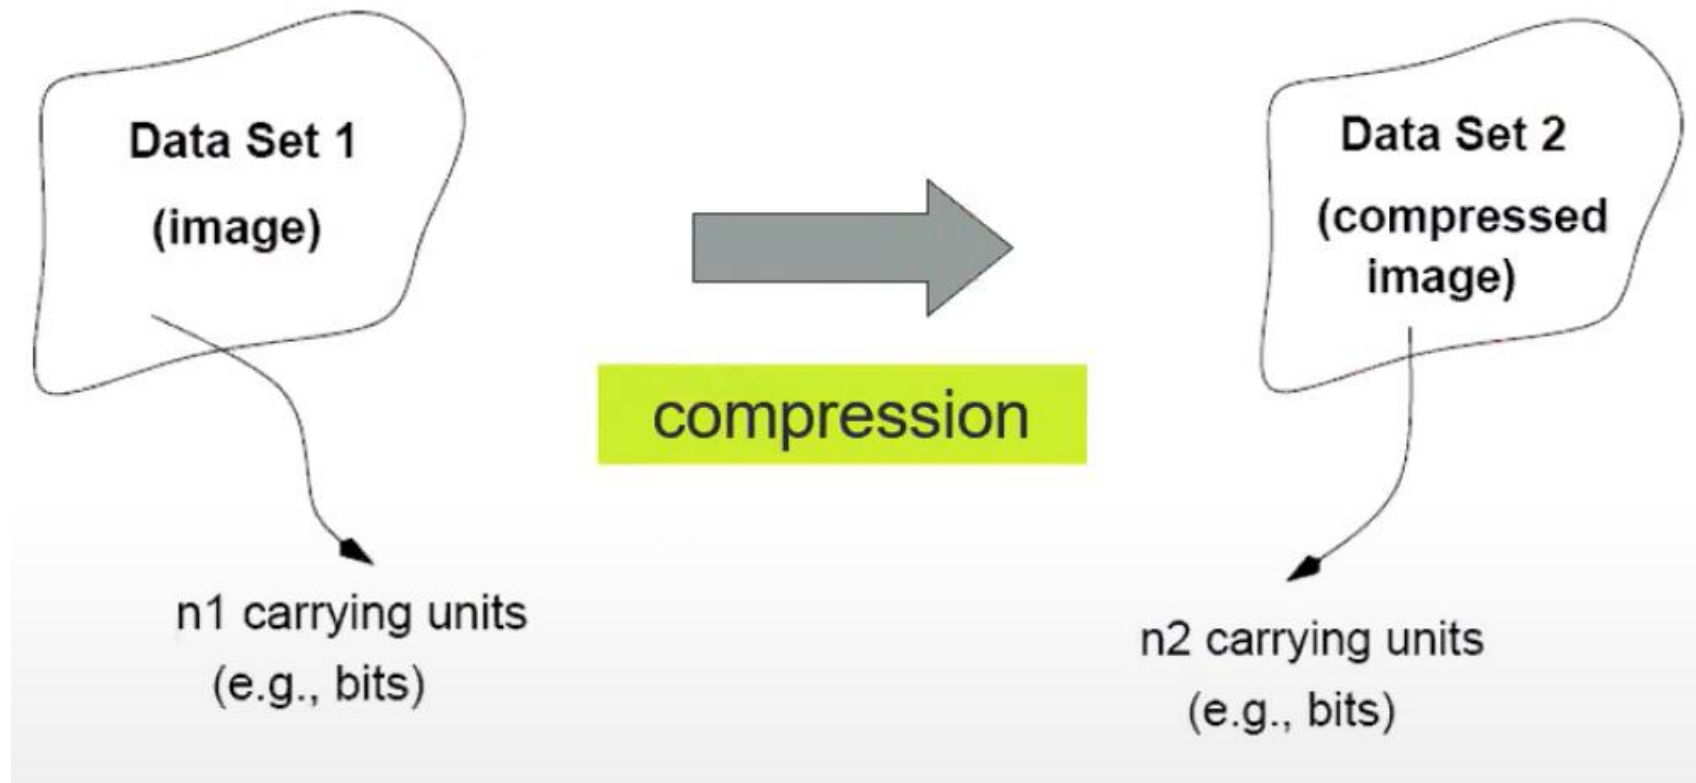 Data Set 1
(image)
compression
Data Set 2
(compressed
image)
n1 carrying units
(e.g., bits)
n2 carrying units
(e.g., bits)